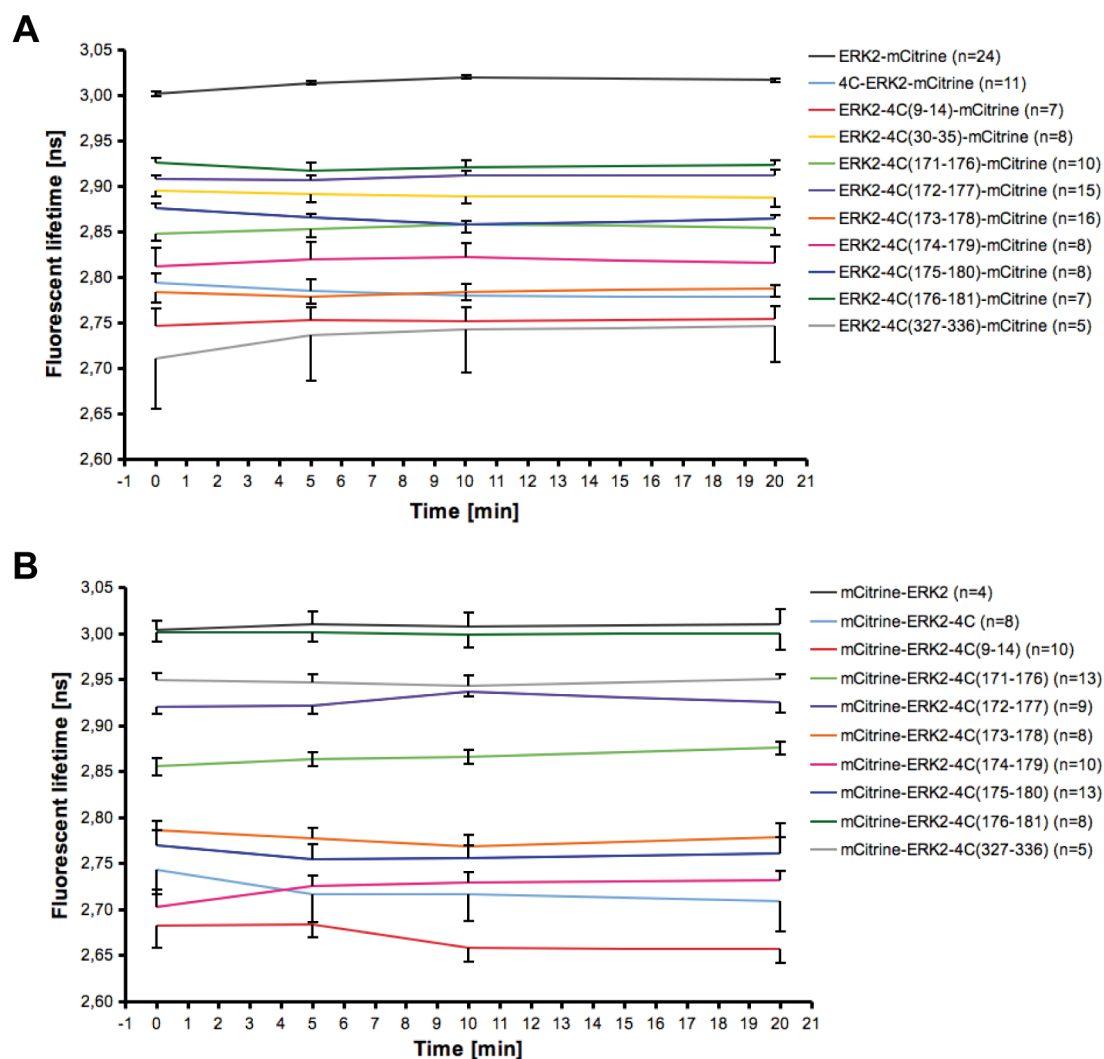 A
3,05
3,00
2,95
2,90
2,85
2,80
2,75
2,70
2,65
2,60
Fluorescent lifetime [ns]
-1 0 1 2 3 4 5 6 7 8 9 10 11 12 13 14 15 16 17 18 19 20 21
Time [min]
ERK2-mCitrine (n=24)
4C-ERK2-mCitrine (n=11)
ERK2-4C(9-14)-mCitrine (n=7)
ERK2-4C(30-35)-mCitrine (n=8)
ERK2-4C(171-176)-mCitrine (n=10)
ERK2-4C(172-177)-mCitrine (n=15)
ERK2-4C(173-178)-mCitrine (n=16)
ERK2-4C(174-179)-mCitrine (n=8)
ERK2-4C(175-180)-mCitrine (n=8)
ERK2-4C(176-181)-mCitrine (n=7)
ERK2-4C(327-336)-mCitrine (n=5)
B
3,05
3,00
2,95
2,90
2,85
2,80
2,75
2,70
2,65
2,60
Fluorescent lifetime [ns]
-1 0 1 2 3 4 5 6 7 8 9 10 11 12 13 14 15 16 17 18 19 20 21
Time [min]
mCitrine-ERK2 (n=4)
mCitrine-ERK2-4C (n=8)
mCitrine-ERK2-4C(9-14) (n=10)
mCitrine-ERK2-4C(171-176) (n=13)
mCitrine-ERK2-4C(172-177) (n=9)
mCitrine-ERK2-4C(173-178) (n=8)
mCitrine-ERK2-4C(174-179) (n=10)
mCitrine-ERK2-4C(175-180) (n=13)
mCitrine-ERK2-4C(176-181) (n=8)
mCitrine-ERK2-4C(327-336) (n=5)